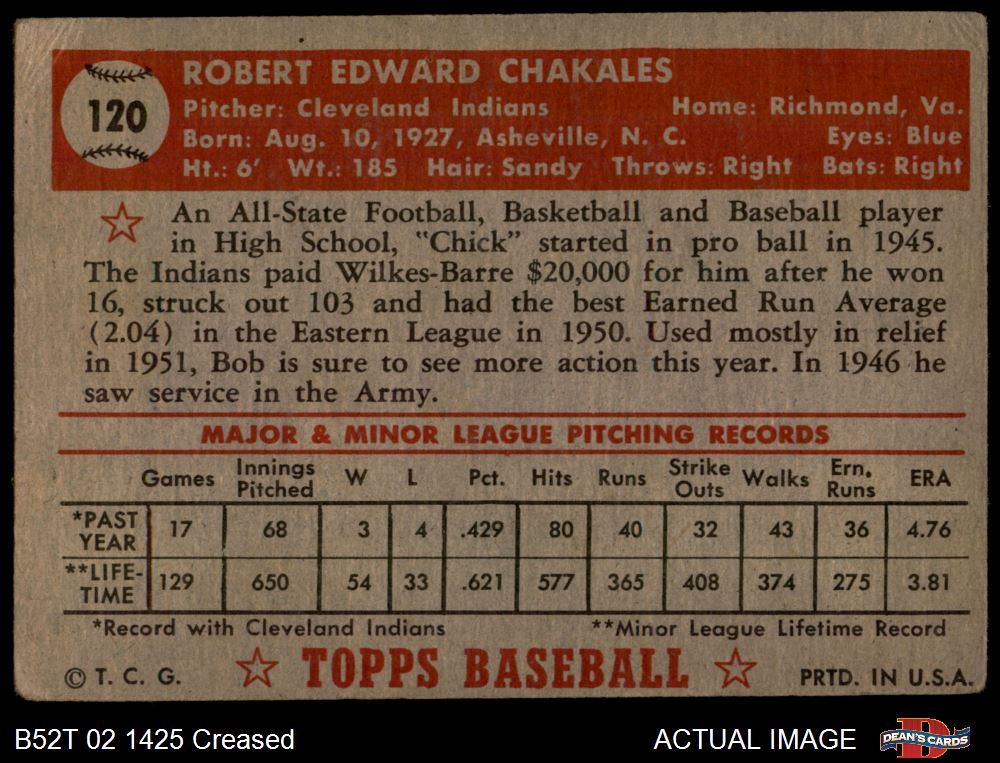 120
ROBERT EDWARD CHAKALES
Pitcher: Cleveland Indians Home: Richmond, Va.
Born: Aug. 10, 1927, Asheville, N. C. Eyes: Blue
Ht.: 6' Wt.: 185 Hair: Sandy Throws: Right Bats: Right
An All-State Football, Basketball and Baseball player
in High School, "Chick" started in pro ball in 1945.
The Indians paid Wilkes-Barre $20,000 for him after he won
16, struck out 103 and had the best Earned Run Average
(2.04) in the Eastern League in 1950. Used mostly in relief
in 1951, Bob is sure to see more action this year. In 1946 he
saw service in the Army.
MAJOR & MINOR LEAGUE PITCHING RECORDS
Games Innings Pitched W L Pct. Hits Runs Strike Outs Walks Ern. Runs ERA
*PAST YEAR 17 68 3 4 .429 80 40 32 43 36 4.76
**LIFE-TIME 129 650 54 33 .621 577 365 408 374 275 3.81
*Record with Cleveland Indians **Minor League Lifetime Record
© T. C. G. TOPPS BASEBALL PRTD. IN U.S.A.
B52T 02 1425 Creased ACTUAL IMAGE DEAN'S CARDS